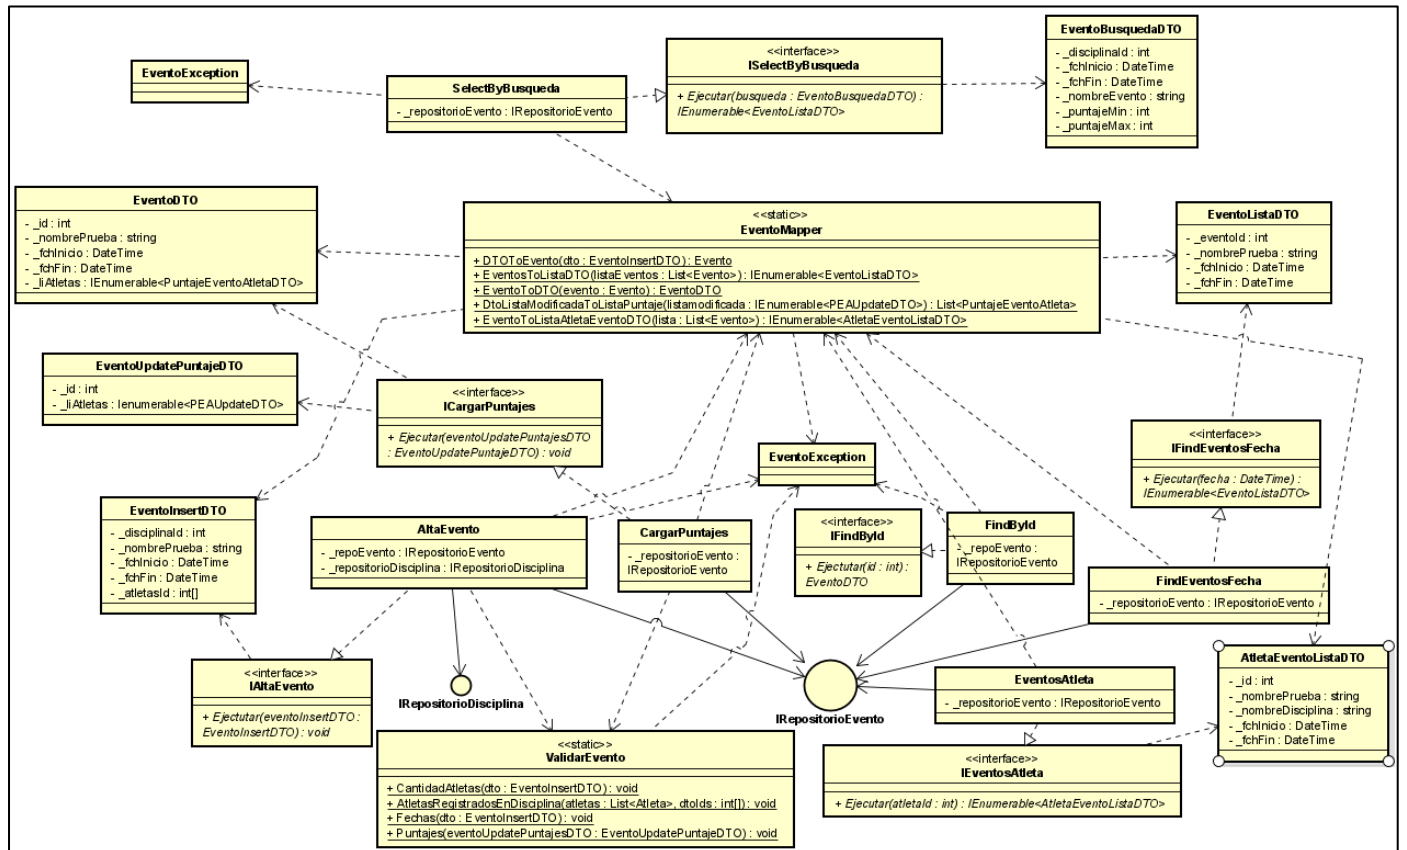 EventoException
SelectByBusqueda
- _repositorioEvento : IRepositorioEvento
<<interface>>
ISelectByBusqueda
+ Ejecutar(busqueda : EventoBusquedaDTO) :
IEnumerable<EventoListaDTO>
EventoBusquedaDTO
- _disciplinaId : int
- _fchInicio : DateTime
- _fchFin : DateTime
- _nombreEvento : string
- _puntajeMin : int
- _puntajeMax : int
EventoDTO
- _id : int
- _nombrePrueba : string
- _fchInicio : DateTime
- _fchFin : DateTime
- _liAtletas : IEnumerable<PuntajeEventoAtletaDTO>
<<static>>
EventoMapper
+ DTOToEvento(dto : EventoInsertDTO) : Evento
+ EventosToListaDTO(listaEventos : List<Evento>) : IEnumerable<EventoListaDTO>
+ EventoToDTO(evento : Evento) : EventoDTO
+ DtoListaModificadaToListaPuntaje(listamodificada : IEnumerable<PEAUpdateDTO>) : List<PuntajeEventoAtleta>
+ EventoToListaAtletaEventoDTO(lista : List<Evento>) : IEnumerable<AtletaEventoListaDTO>
EventoListaDTO
- _eventoId : int
- _nombrePrueba : string
- _fchInicio : DateTime
- _fchFin : DateTime
EventoUpdatePuntajeDTO
- _id : int
- _liAtletas : Ienumerable<PEAUpdateDTO>
<<interface>>
ICargarPuntajes
+ Ejecutar(eventoUpdatePuntajesDTO
: EventoUpdatePuntajeDTO) : void
EventoException
<<interface>>
IFindEventosFecha
+ Ejecutar(fecha : DateTime) :
IEnumerable<EventoListaDTO>
EventoInsertDTO
- _disciplinaId : int
- _nombrePrueba : string
- _fchInicio : DateTime
- _fchFin : DateTime
- _atletasId : int[]
AltaEvento
- _repoEvento : IRepositorioEvento
- _repositorioDisciplina : IRepositorioDisciplina
CargarPuntajes
- _repositorioEvento :
IRepositorioEvento
<<interface>>
IFindById
+ Ejectutar(id : int) :
EventoDTO
FindById
- _repoEvento :
IRepositorioEvento
FindEventosFecha
- _repositorioEvento : IRepositorioEvento
<<interface>>
IAltaEvento
+ Ejectutar(eventoInsertDTO :
EventoInsertDTO) : void
IRepositorioDisciplina
IRepositorioEvento
EventosAtleta
- _repositorioEvento : IRepositorioEvento
AtletaEventoListaDTO
- _id : int
- _nombrePrueba : string
- _nombreDisciplina : string
- _fchInicio : DateTime
- _fchFin : DateTime
<<static>>
ValidarEvento
+ CantidadAtletas(dto : EventoInsertDTO) : void
+ AtletasRegistradosEnDisciplina(atletas : List<Atleta>, dtoIds : int[]) : void
+ Fechas(dto : EventoInsertDTO) : void
+ Puntajes(eventoUpdatePuntajesDTO : EventoUpdatePuntajeDTO) : void
<<interface>>
IEventosAtleta
+ Ejecutar(atletaId : int) : IEnumerable<AtletaEventoListaDTO>